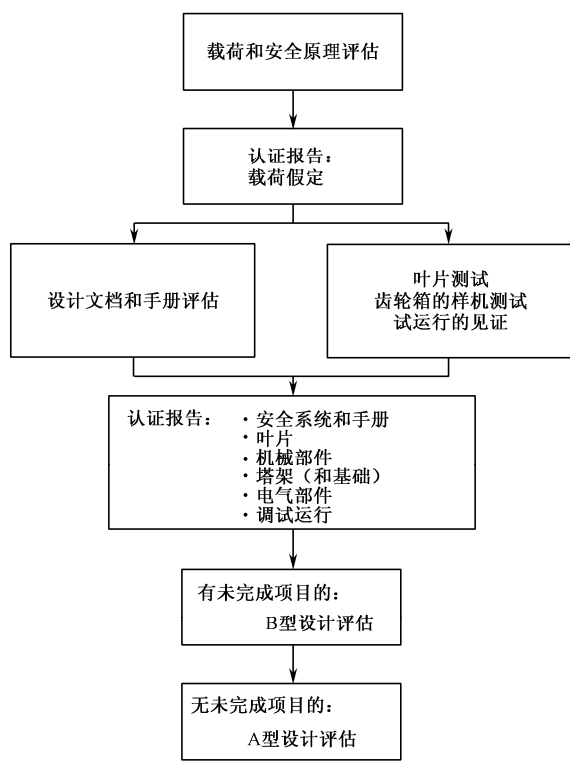 载荷和安全原理评估
认证报告：
载荷假定
设计文档和手册评估
叶片测试
齿轮箱的样机测试
试运行的见证
认证报告：
·安全系统和手册
·叶片
·机械部件
·塔架（和基础）
·电气部件
·调试运行
有未完成项目的：
B型设计评估
无未完成项目的：
A型设计评估